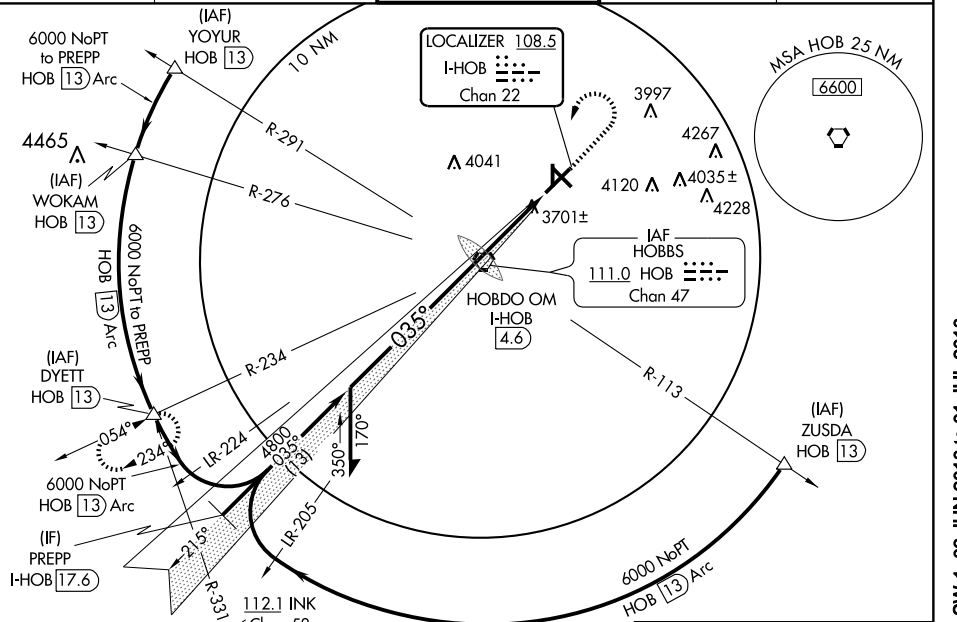 6000 NoPT
to PREPP
HOB 13 Arc
(IAF)
YOYUR
HOB 13
10 NM
LOCALIZER 108.5
I-HOB
Chan 22
MSA HOB 25 NM
6600
3997
4267
4465
(IAF)
WOKAM
HOB 13
R-291
R-276
4041
4120
4035±
4228
3701±
6000 NoPT to PREPP
HOB 13 Arc
IAF
HOBBS
111.0 HOB
Chan 47
HOBDO OM
I-HOB
4.6
035°
R-234
R-113
(IAF)
DYETT
HOB 13
(IAF)
ZUSDA
HOB 13
054°
234°
LR-224
4800
035°
(13)
350°
170°
6000 NoPT
HOB 13 Arc
LR-205
(IF)
PREPP
I-HOB 17.6
215°
R-331
112.1 INK
6000 NoPT
HOB 13 Arc